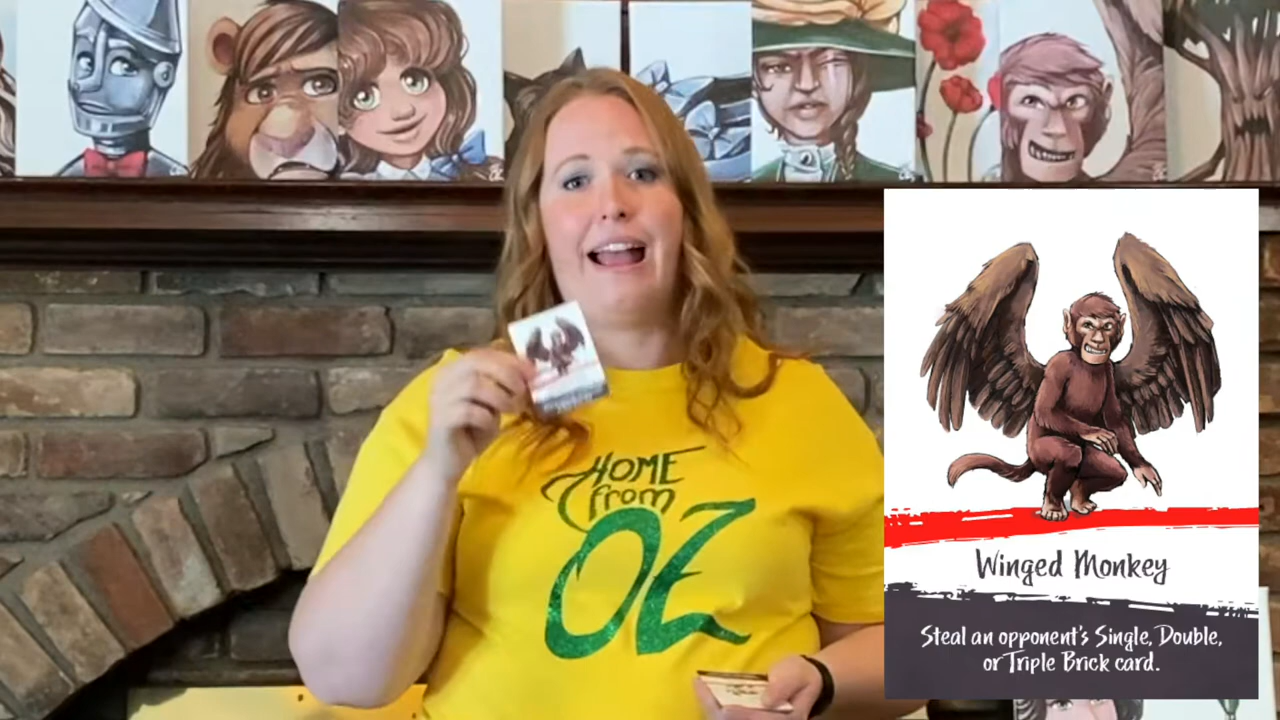 HOME
from
OZ
Winged Monkey
Steal an opponent's Single, Double,
or Triple Brick card.